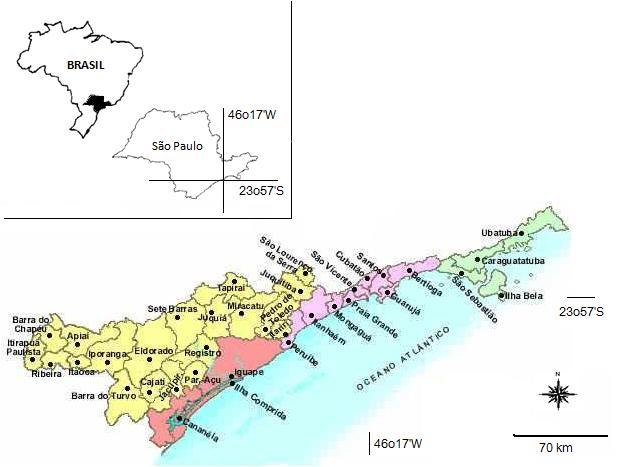 BRASIL
46o17'W
São Paulo
23o57'S
Ubatuba
Caraguatatuba
São Sebastião
Ilha Bela
São Lourenço
da Serra
São Vicente
Cubatão
Santos
Bertioga
Juquitiba
Guarujá
Tapiraí
Praia Grande
Mongaguá
23o57'S
Sete Barras
Juquiá
Miracatu
Pedro de
Toledo
Itariri
Itanhaém
Peruíbe
Barra do
Chapéu
Apiaí
Itirapuã
Paulista
Iporanga
Eldorado
Registro
Ribeira
Itaóca
Cajati
Jacupir.
Par.-Açu
Iguape
Barra do Turvo
Ilha Comprida
Cananéia
OCEANO ATLÂNTICO
N
46o17'W
70 km